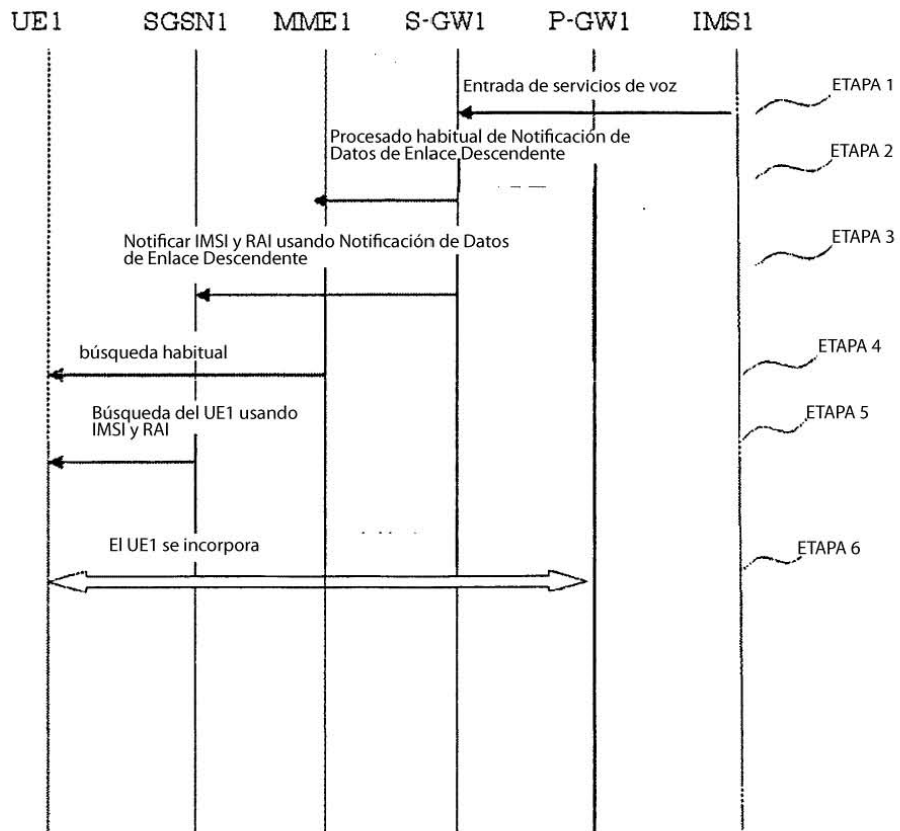 UE1 SGSN1 MME1 S-GW1 P-GW1 IMS1
Entrada de servicios de voz
ETAPA 1
Procesado habitual de Notificación de
Datos de Enlace Descendente
ETAPA 2
Notificar IMSI y RAI usando Notificación de Datos
de Enlace Descendente
ETAPA 3
búsqueda habitual
ETAPA 4
Búsqueda del UE1 usando
IMSI y RAI
ETAPA 5
El UE1 se incorpora
ETAPA 6